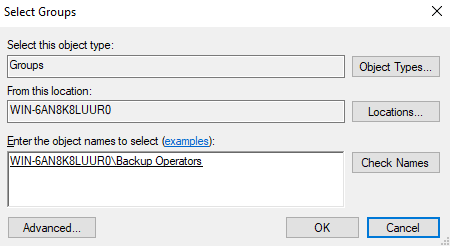 Select Groups
Select this object type:
Groups
Object Types...
From this location:
WIN-6AN8K8LUUR0
Locations...
Enter the object names to select (examples):
WIN-6AN8K8LUUR0\Backup Operators
Check Names
Advanced...
OK
Cancel